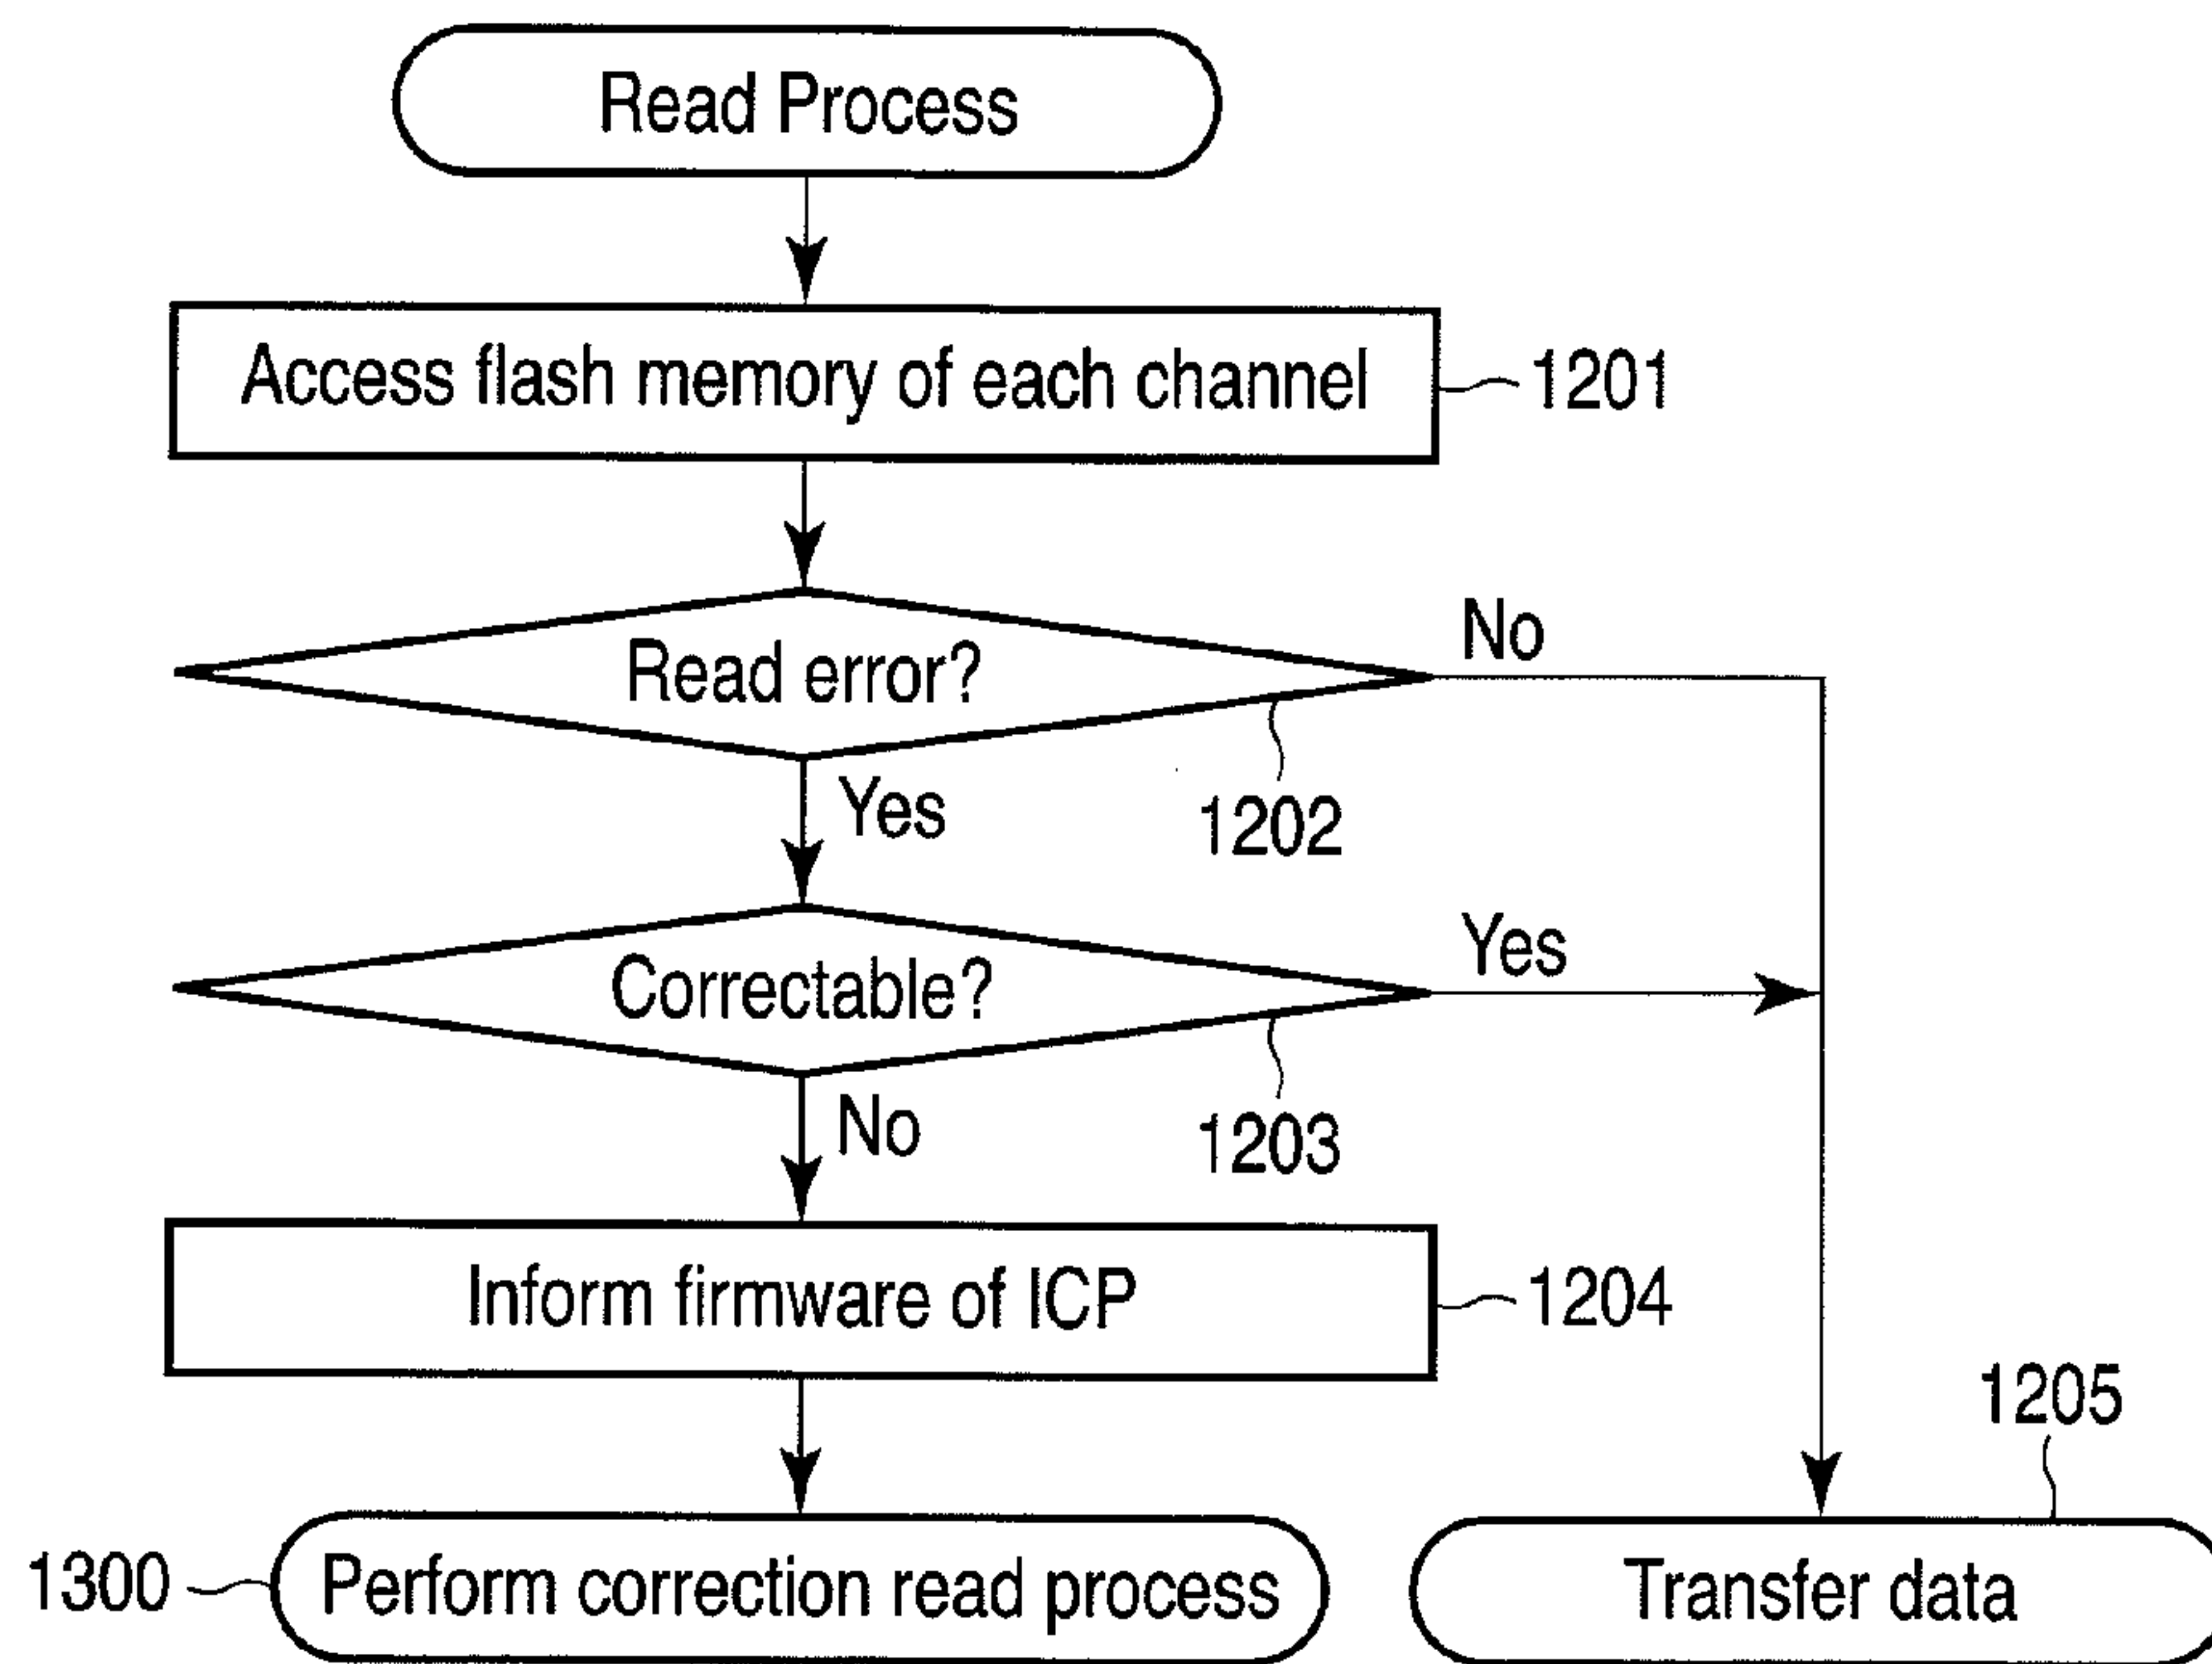 Read Process
Access flash memory of each channel
1201
Read error?
No
1202
Yes
Correctable?
Yes
1203
No
Inform firmware of ICP
1204
1205
1300
Perform correction read process
Transfer data